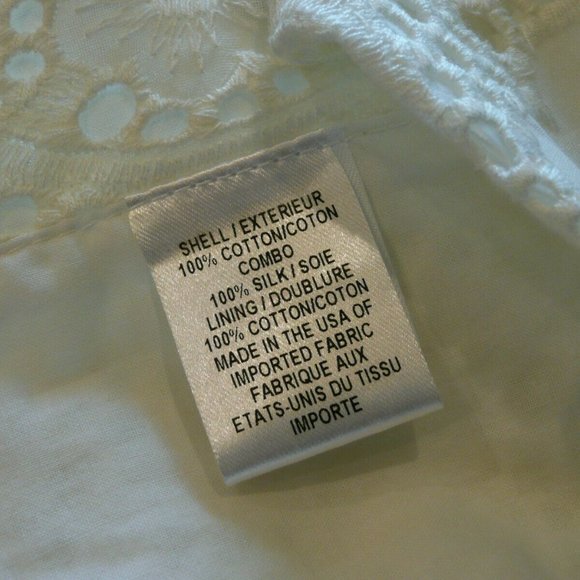 SHELL / EXTERIEUR
100% COTTON/COTON
COMBO
100% SILK / SOIE
LINING / DOUBLURE
100% COTTON/COTON
MADE IN THE USA OF
IMPORTED FABRIC
FABRIQUE AUX
ETATS-UNIS DU TISSU
IMPORTE